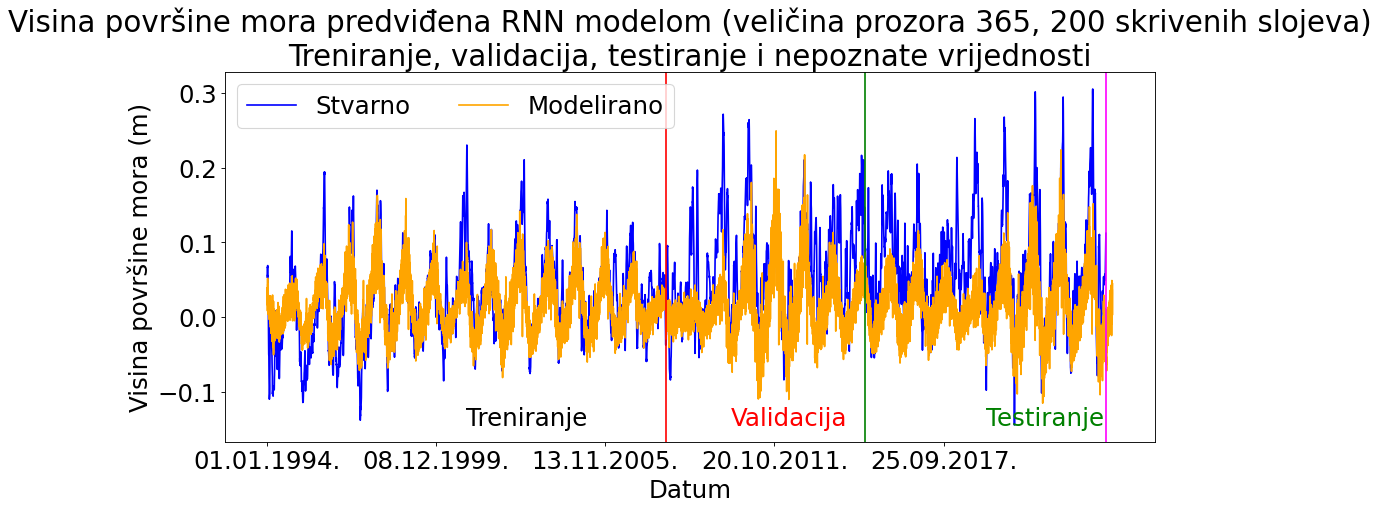 Visina površine mora predviđena RNN modelom (veličina prozora 365, 200 skrivenih slojeva)
Treniranje, validacija, testiranje i nepoznate vrijednosti
Stvarno
Modelirano
Visina površine mora (m)
0.3
0.2
0.1
0.0
−0.1
Treniranje
Validacija
Testiranje
01.01.1994.
08.12.1999.
13.11.2005.
20.10.2011.
25.09.2017.
Datum